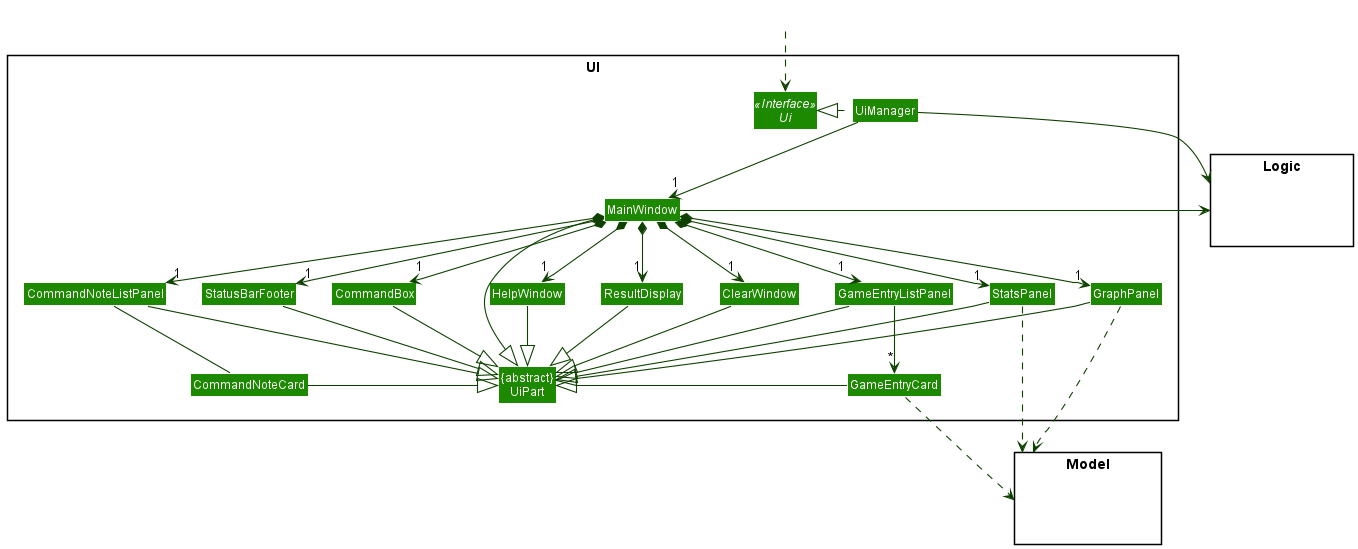 UI
«Interface»
Ui
UiManager
Logic
1
MainWindow
1
1
1
1
1
1
1
1
1
CommandNoteListPanel
StatusBarFooter
CommandBox
HelpWindow
ResultDisplay
ClearWindow
GameEntryListPanel
StatsPanel
GraphPanel
*
CommandNoteCard
{abstract}
UiPart
GameEntryCard
Model